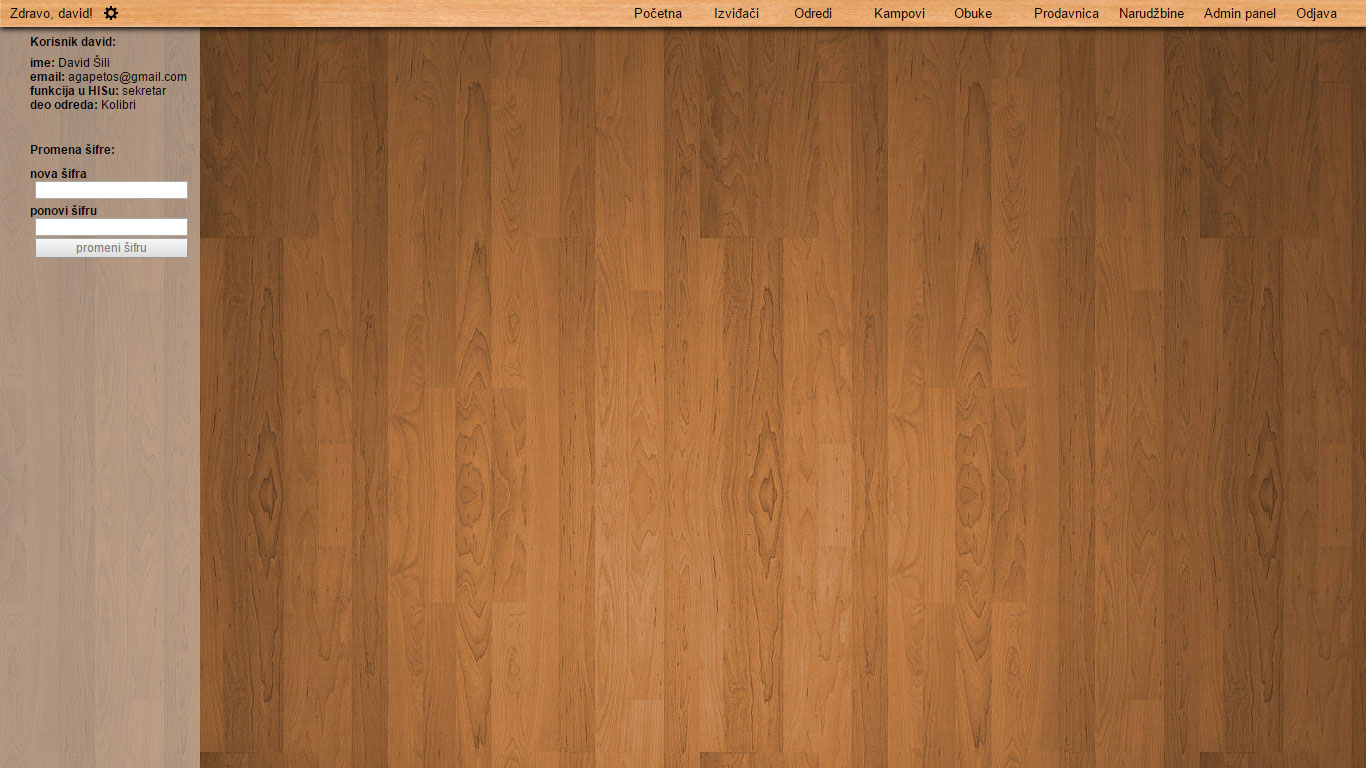 Zdravo, david! Početna Izviđači Odredi Kampovi Obuke Prodavnica Narudžbine Admin panel Odjava
Korisnik david:
ime: David Šili
email: agapetos@gmail.com
funkcija u HISu: sekretar
deo odreda: Kolibri
Promena šifre:
nova šifra
ponovi šifru
promeni šifru